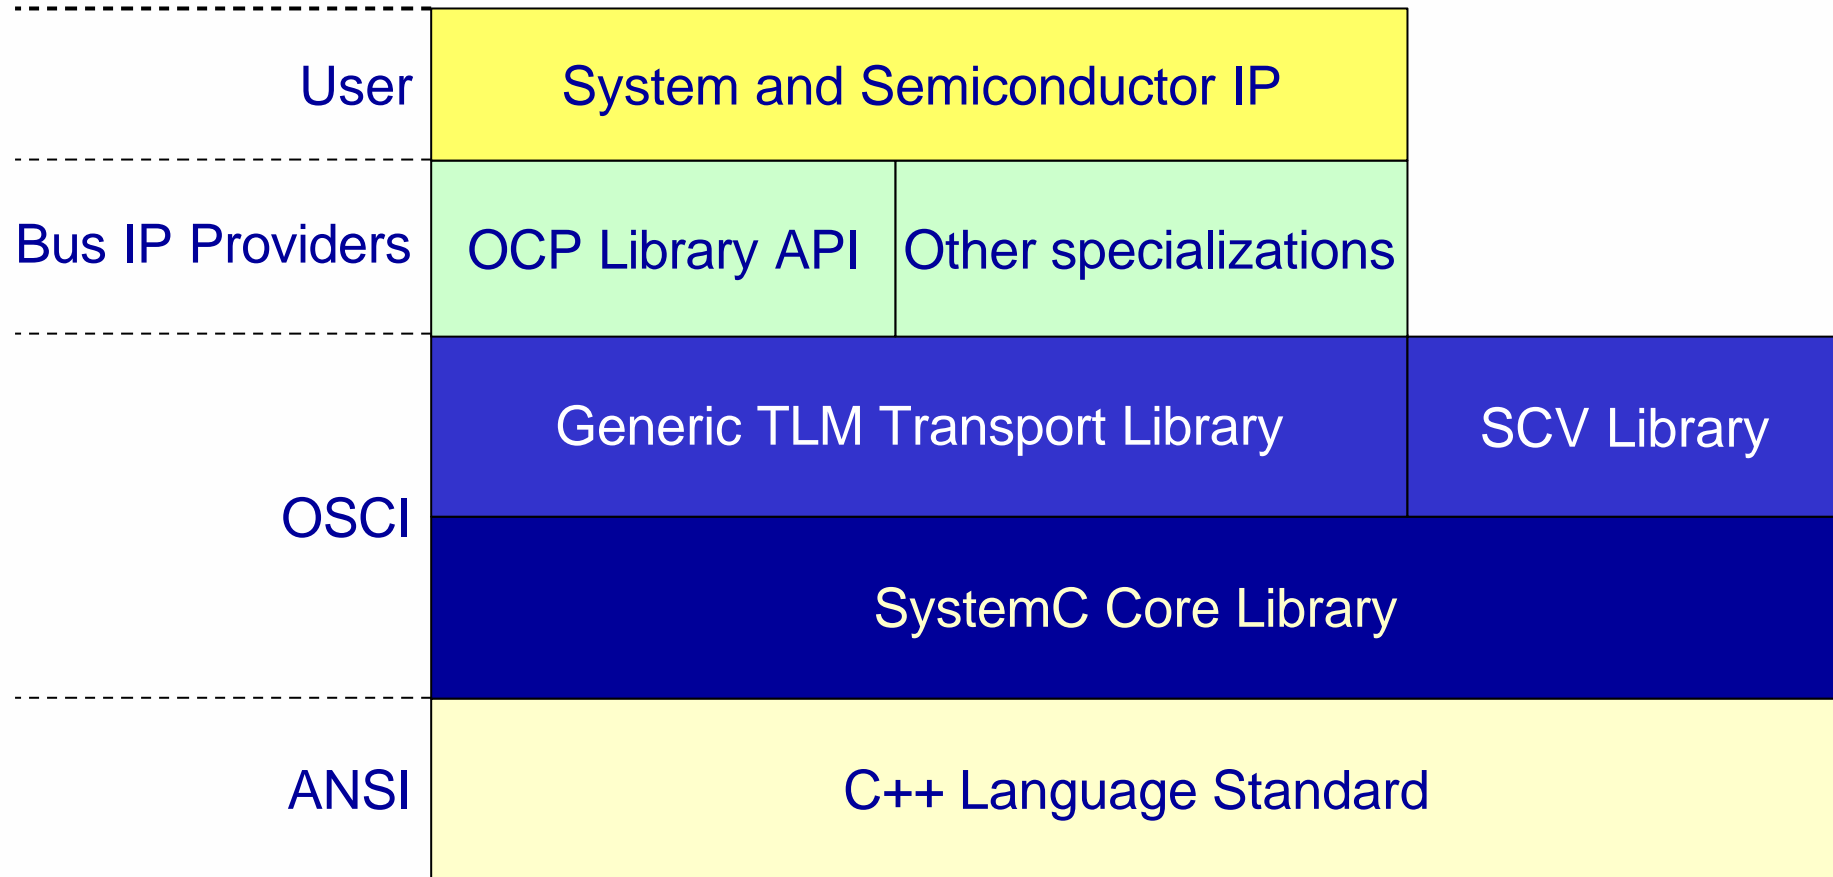 User
System and Semiconductor IP
Bus IP Providers
OCP Library API
Other specializations
OSCI
Generic TLM Transport Library
SCV Library
SystemC Core Library
ANSI
C++ Language Standard